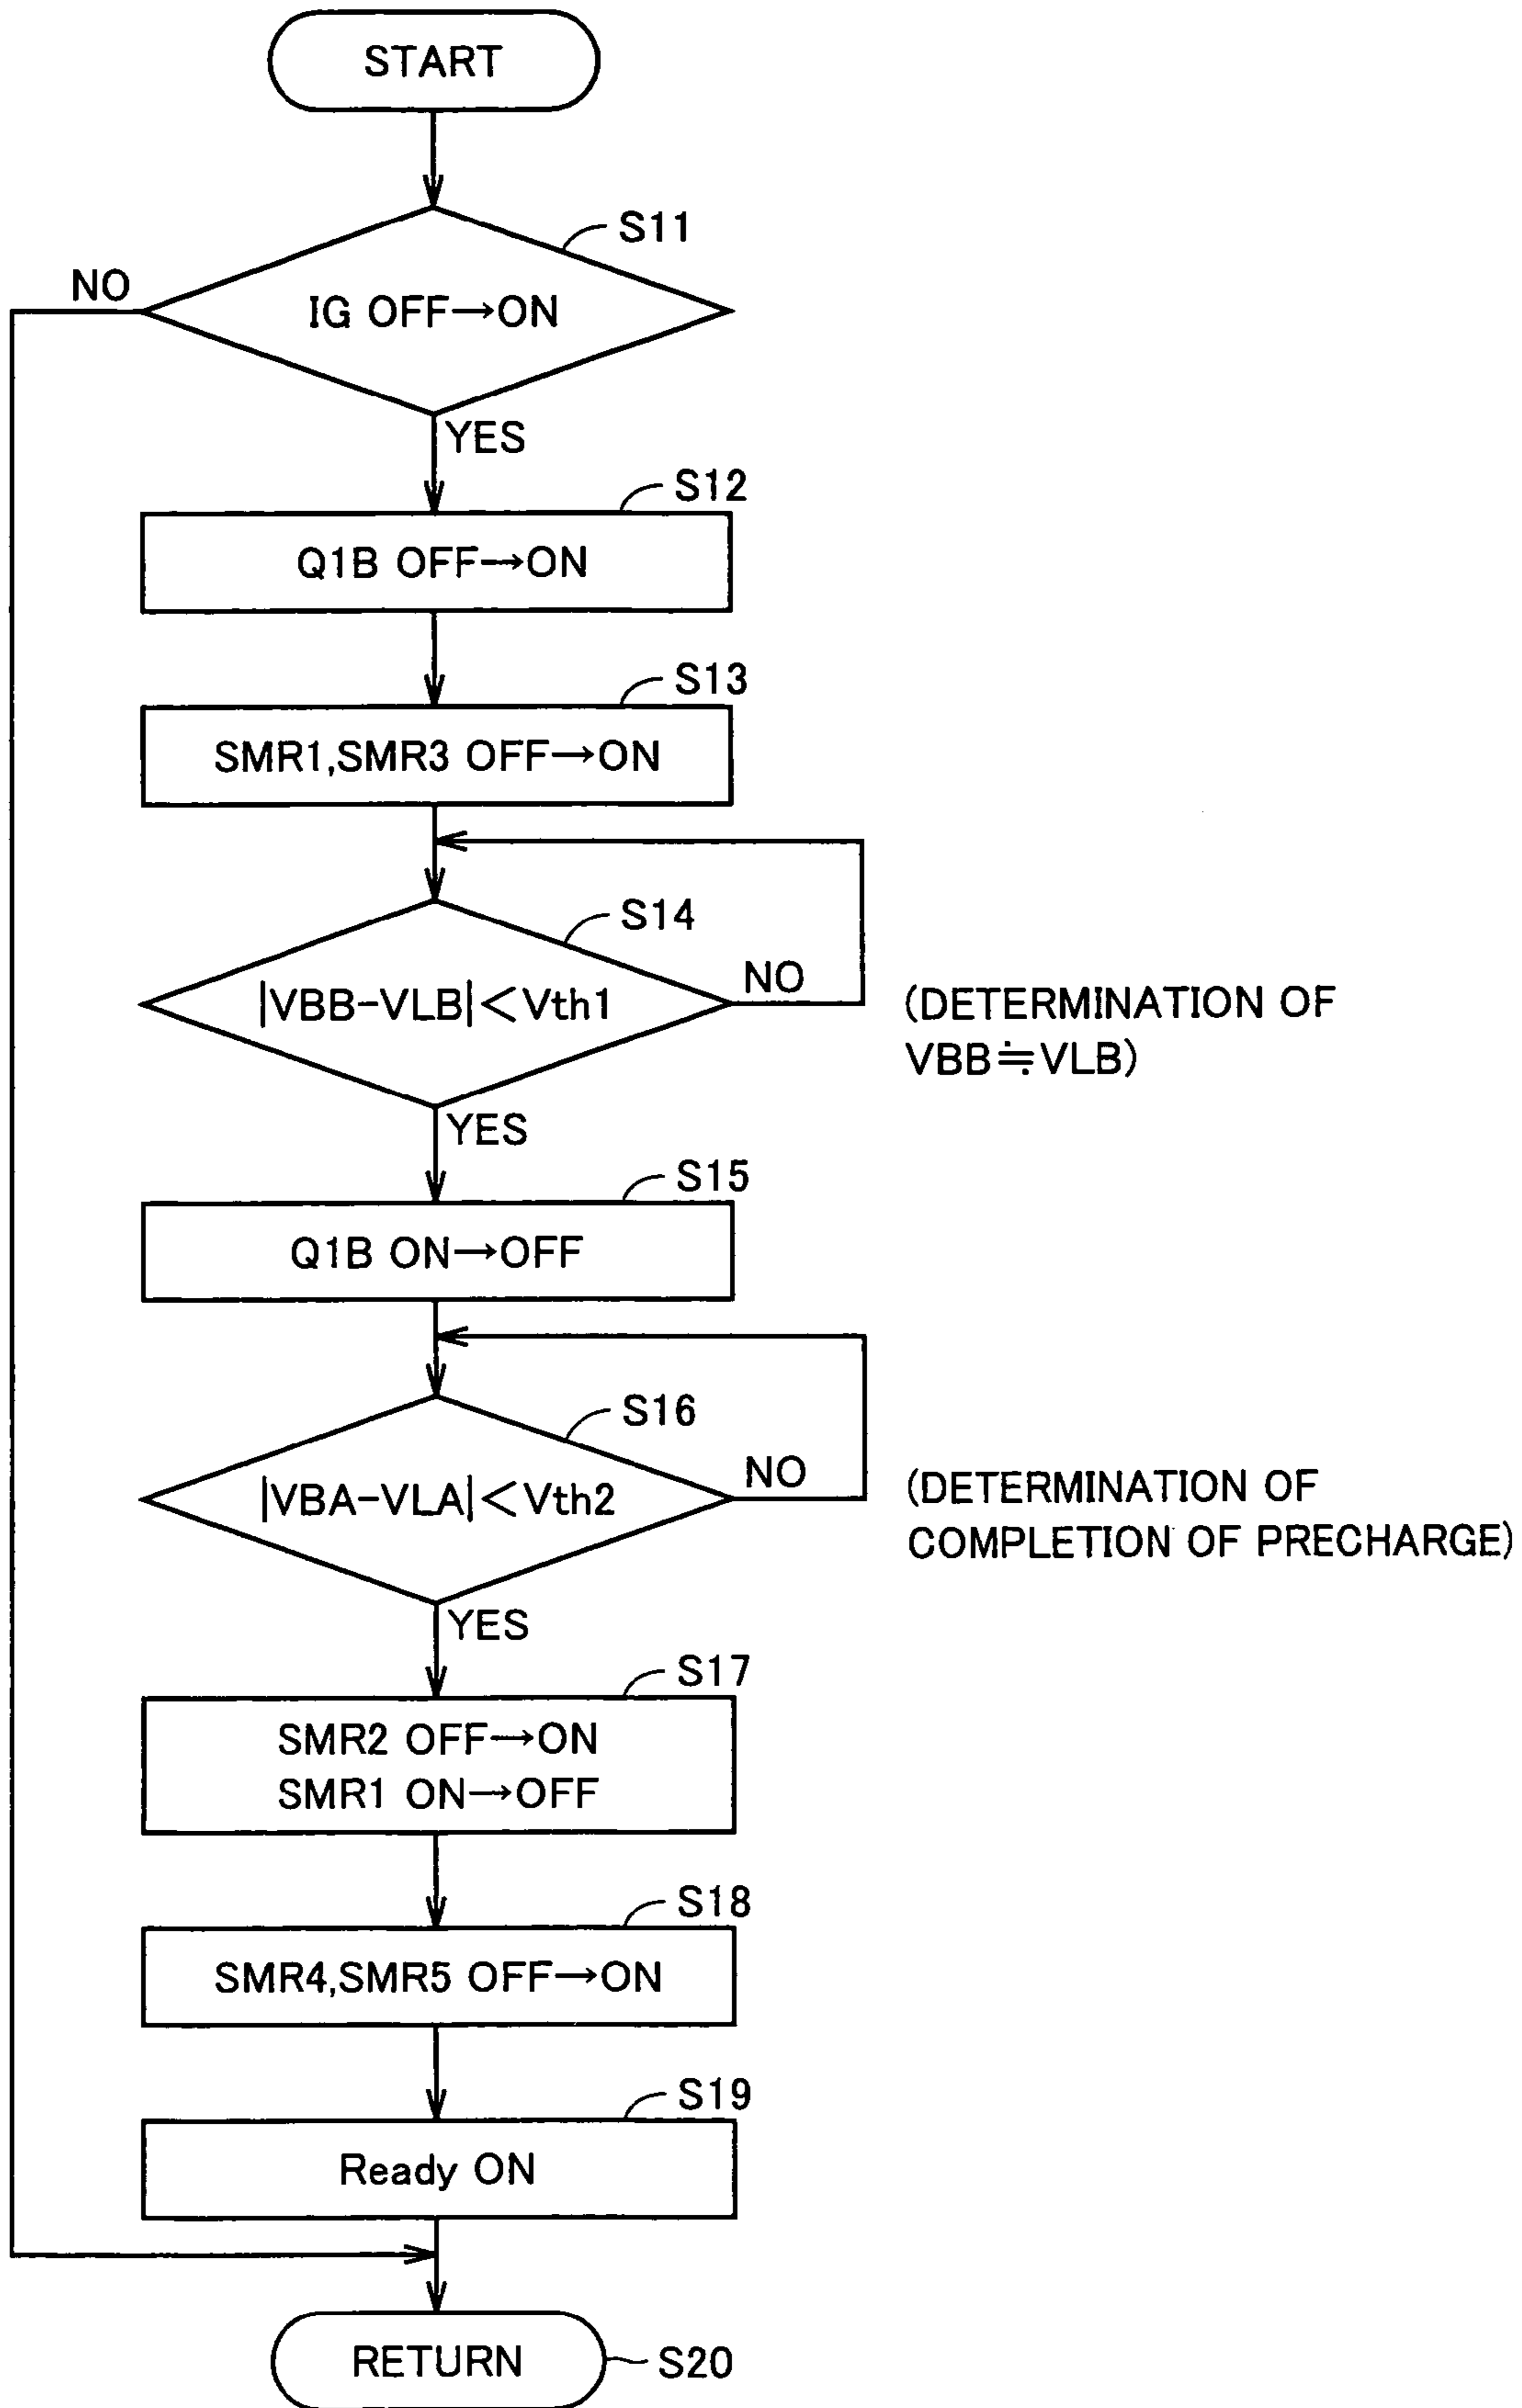 START
S11
NO
IG OFF→ON
YES
S12
Q1B OFF→ON
S13
SMR1,SMR3 OFF→ON
S14
|VBB-VLB|<Vth1
NO
(DETERMINATION OF
VBB≒VLB)
YES
S15
Q1B ON→OFF
S16
|VBA-VLA|<Vth2
NO
(DETERMINATION OF
COMPLETION OF PRECHARGE)
YES
S17
SMR2 OFF→ON
SMR1 ON→OFF
S18
SMR4,SMR5 OFF→ON
S19
Ready ON
RETURN
S20